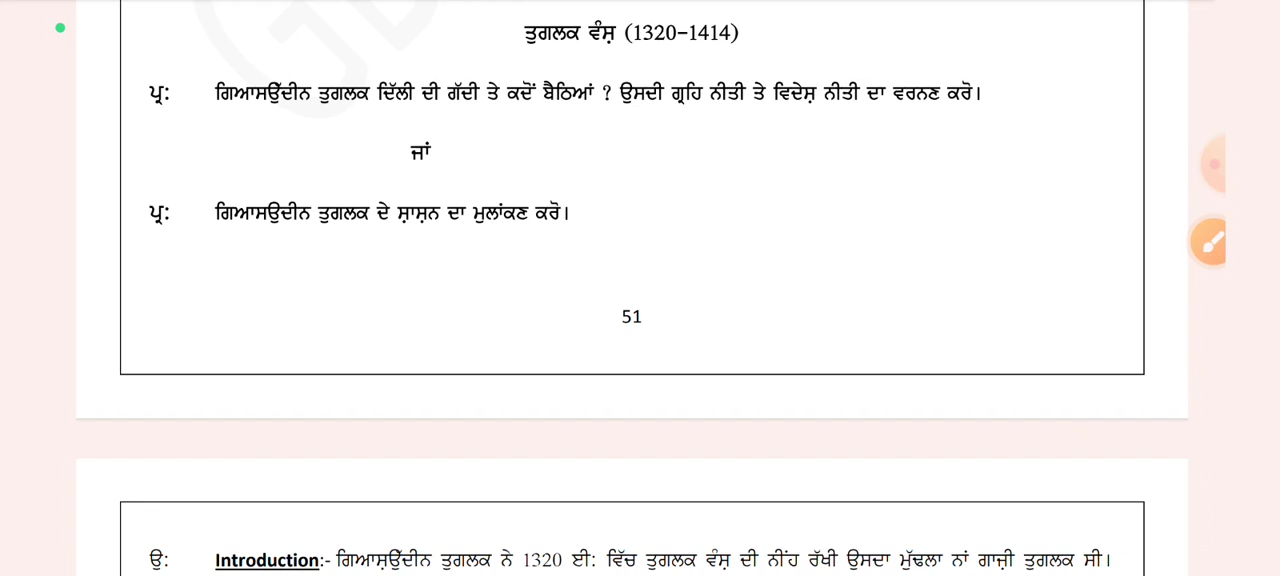 ਤੁਗਲਕ ਵੰਸ਼ (1320-1414)
ਪ੍ਰ: ਗਿਆਸਉੱਦੀਨ ਤੁਗਲਕ ਦਿੱਲੀ ਦੀ ਗੱਦੀ ਤੇ ਕਦੋਂ ਬੈਠਿਆਂ ? ਉਸਦੀ ਗ੍ਰਹਿ ਨੀਤੀ ਤੇ ਵਿਦੇਸ਼ ਨੀਤੀ ਦਾ ਵਰਨਣ ਕਰੋ।
ਜਾਂ
ਪ੍ਰ: ਗਿਆਸਉਦੀਨ ਤੁਗਲਕ ਦੇ ਸ਼ਾਸ਼ਨ ਦਾ ਮੁਲਾਂਕਣ ਕਰੋ।
51
ਉ: Introduction:- ਗਿਆਸ਼ਉੱਦੀਨ ਤੁਗਲਕ ਨੇ 1320 ਈ: ਵਿੱਚ ਤੁਗਲਕ ਵੰਸ਼ ਦੀ ਨੀਂਹ ਰੱਖੀ ਉਸਦਾ ਮੁੱਢਲਾ ਨਾਂ ਗਾਜ਼ੀ ਤੁਗਲਕ ਸੀ।